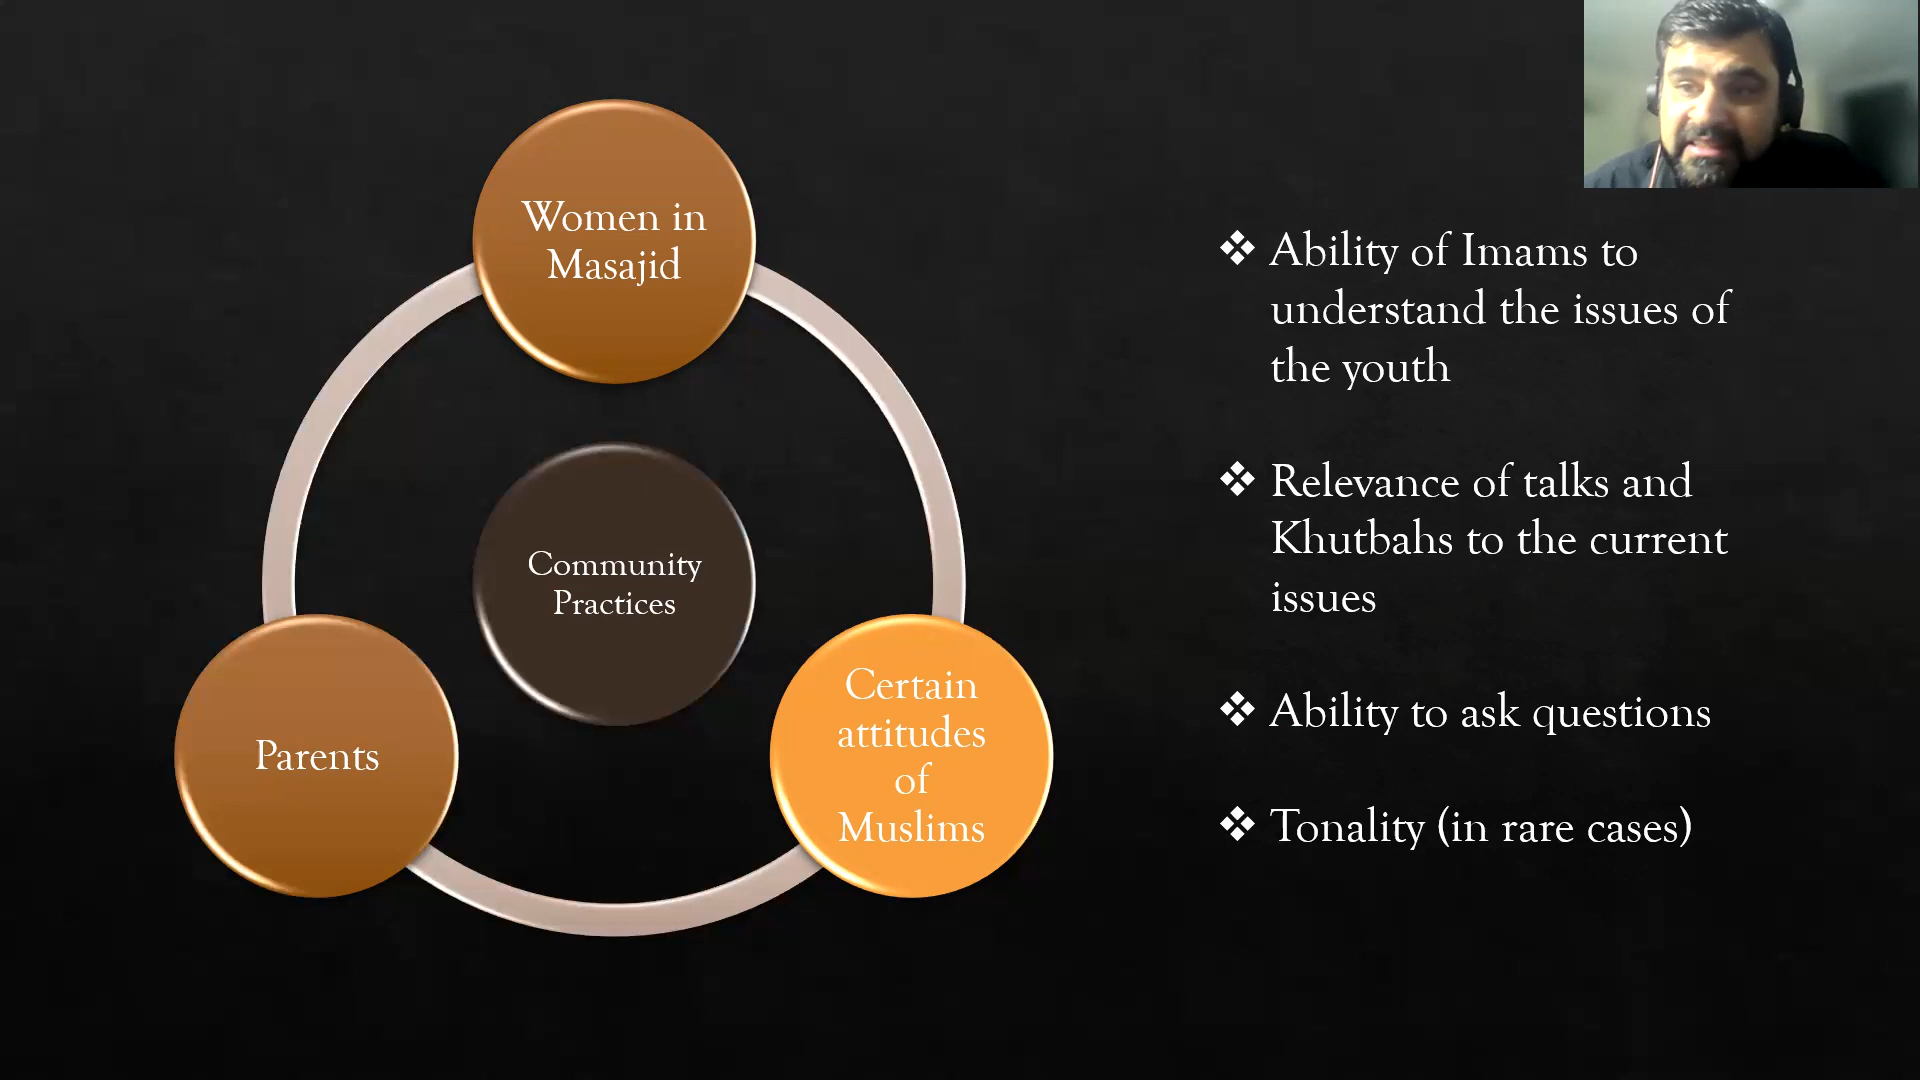 Women in
Masajid
Community
Practices
Parents
Certain
attitudes
of
Muslims
❖ Ability of Imams to
understand the issues of
the youth
❖ Relevance of talks and
Khutbahs to the current
issues
❖ Ability to ask questions
❖ Tonality (in rare cases)